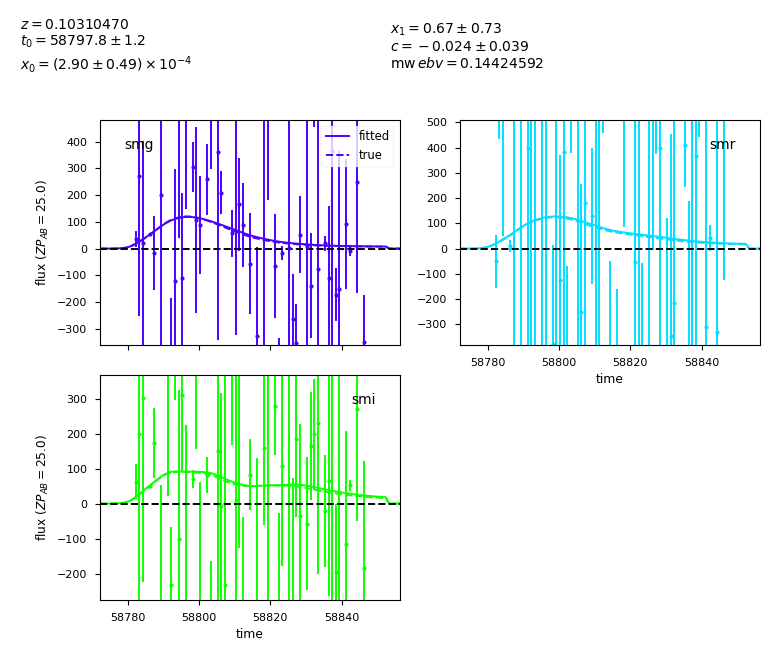 z = 0.10310470
t₀ = 58797.8 ± 1.2
x₀ = (2.90 ± 0.49) × 10⁻⁴
x₁ = 0.67 ± 0.73
c = −0.024 ± 0.039
mw ebv = 0.14424592
smg
fitted
true
400
300
200
100
0
−100
−200
−300
flux (ZP_AB = 25.0)
smr
500
400
300
200
100
0
−100
−200
−300
58780 58800 58820 58840
time
smi
300
200
100
0
−100
−200
flux (ZP_AB = 25.0)
58780 58800 58820 58840
time